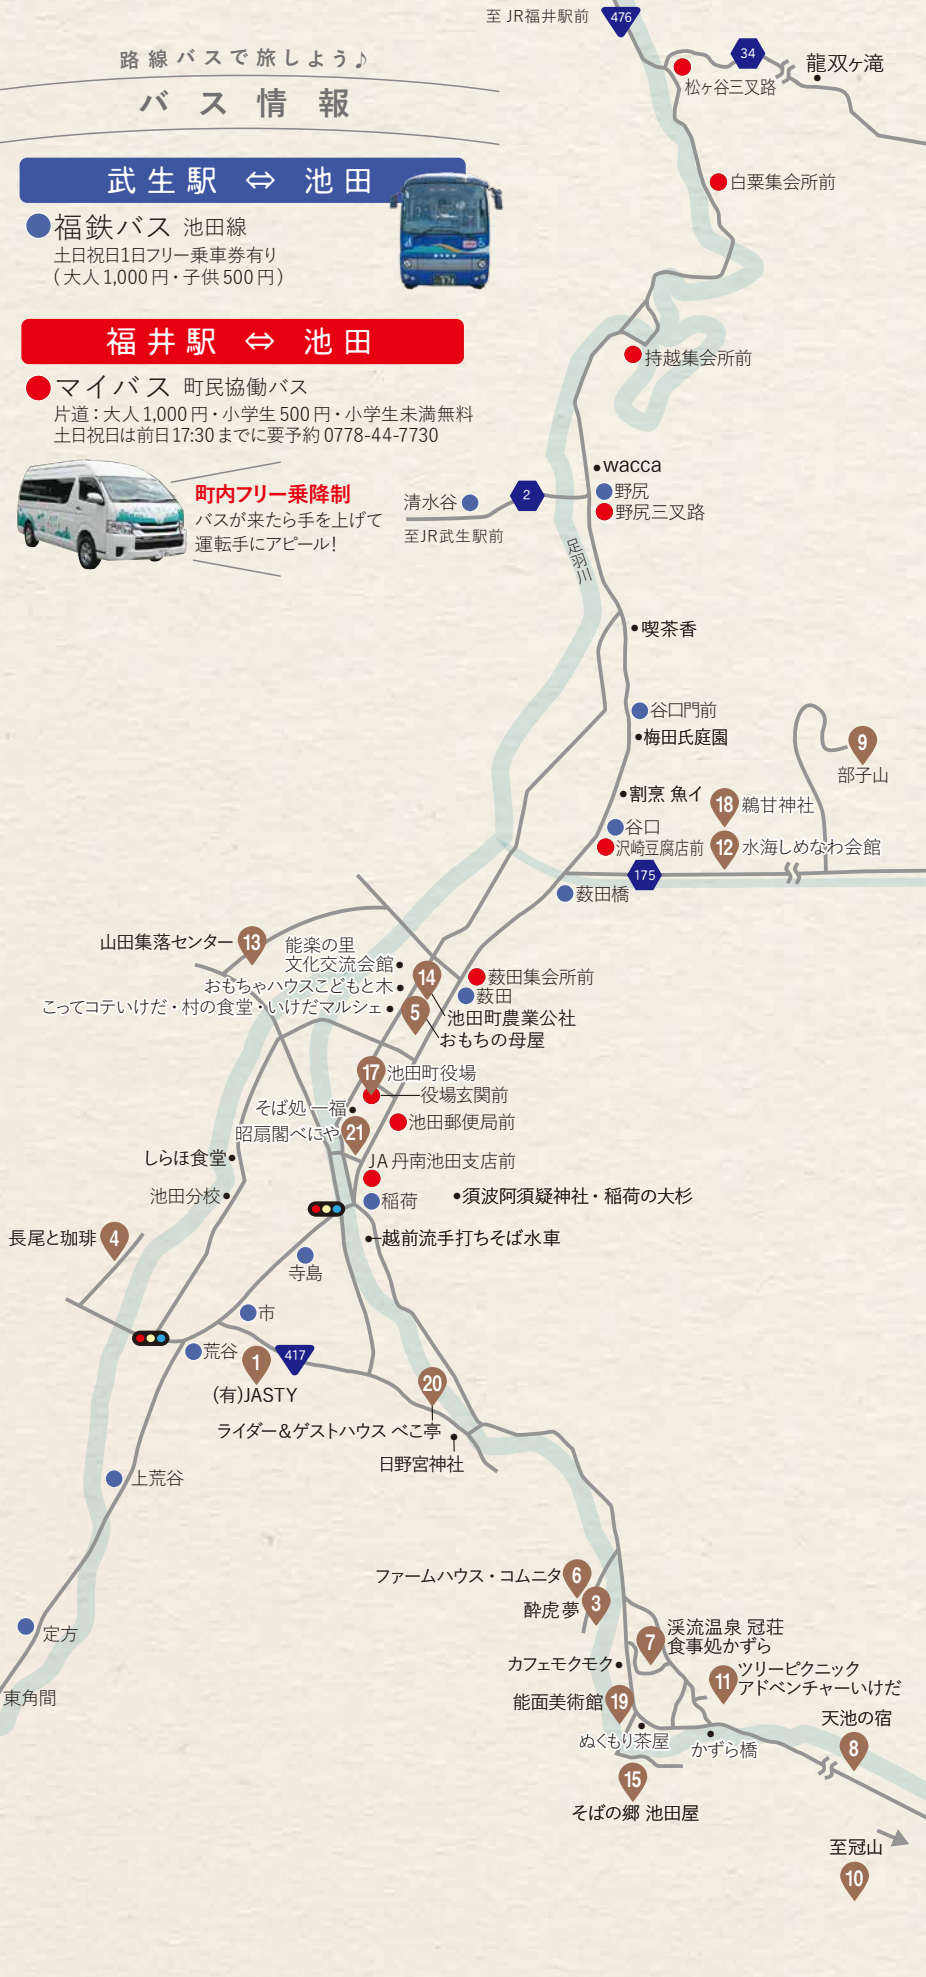 至 JR福井駅前
476
34
龍双ヶ滝
松ヶ谷三叉路
路線バスで旅しよう♪
バス情報
白粟集会所前
武生駅 ⇔ 池田
福鉄バス 池田線
土日祝日1日フリー乗車券有り
(大人1,000円・子供500円)
福井駅 ⇔ 池田
マイバス 町民協働バス
片道：大人1,000円・小学生500円・小学生未満無料
土日祝日は前日17:30までに要予約 0778-44-7730
町内フリー乗降制
バスが来たら手を上げて
運転手にアピール!
持越集会所前
wacca
野尻
野尻三叉路
清水谷
2
至JR武生駅前
足羽川
喫茶香
谷口門前
梅田氏庭園
9
部子山
割烹 魚イ
18 鵜甘神社
谷口
沢崎豆腐店前
12 水海しめなわ会館
175
薮田橋
山田集落センター 13
能楽の里
文化交流会館
おもちゃハウスこどもと木
こってコテいけだ・村の食堂・いけだマルシェ
14
薮田集会所前
薮田
5
池田町農業公社
おもちの母屋
17 池田町役場
役場玄関前
そば処 一福
池田郵便局前
昭扇閣べにや 21
JA丹南池田支店前
しらほ食堂
池田分校
稲荷
須波阿須疑神社・稲荷の大杉
長尾と珈琲 4
越前流手打ちそば水車
寺島
市
荒谷
1
417
(有)JASTY
20
ライダー&ゲストハウス べこ亭
日野宮神社
上荒谷
ファームハウス・コムニタ 6
酔虎夢 3
定方
渓流温泉 冠荘
食事処かずら
7
カフェモクモク
11
ツリーピクニック
アドベンチャーいけだ
東角間
能面美術館 19
天池の宿
8
ぬくもり茶屋
かずら橋
15
そばの郷 池田屋
至冠山
10